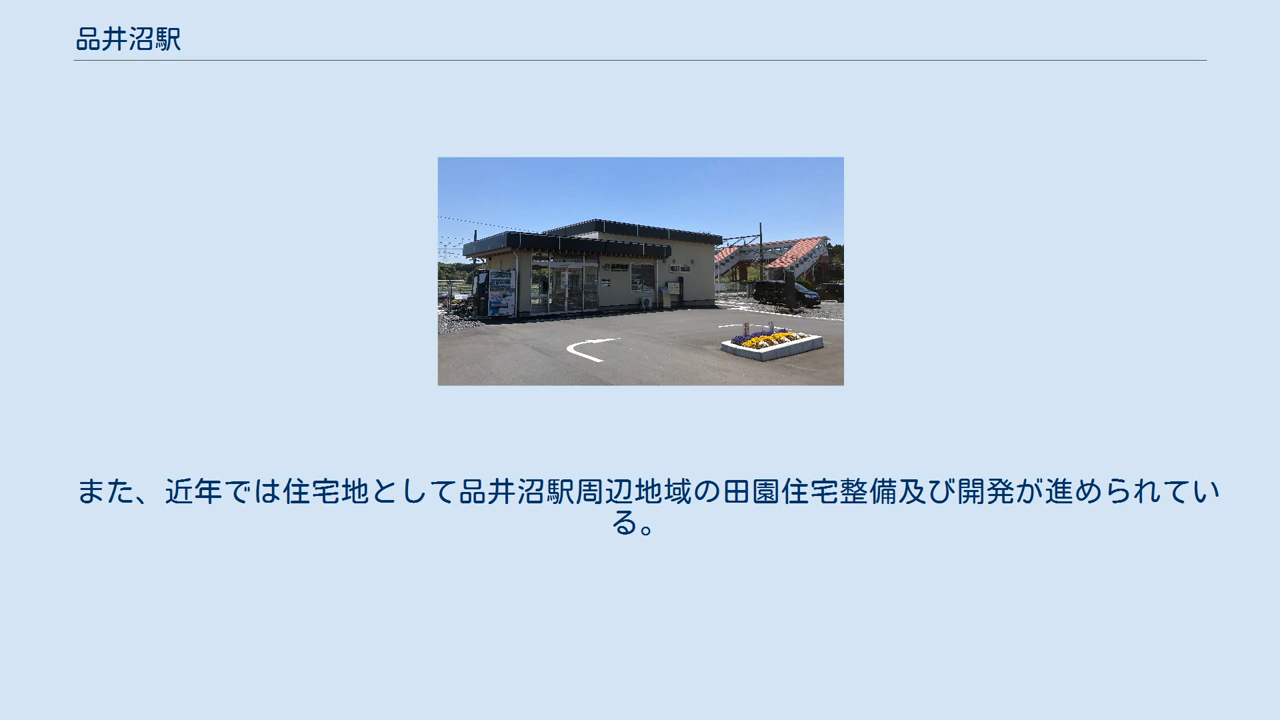 品井沼駅
また、近年では住宅地として品井沼駅周辺地域の田園住宅整備及び開発が進められてい
る。